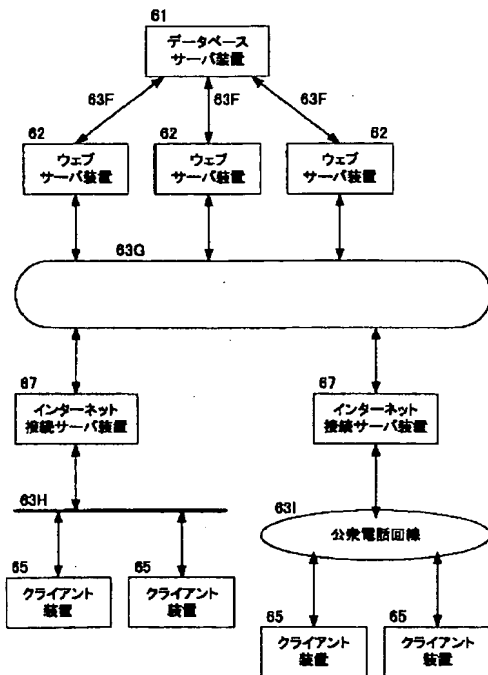 61
データベース
サーバ装置
63F
63F
63F
62
62
62
ウェブ
サーバ装置
ウェブ
サーバ装置
ウェブ
サーバ装置
63G
67
67
インターネット
接続サーバ装置
インターネット
接続サーバ装置
63H
63I
公衆電話回線
65
65
クライアント
装置
クライアント
装置
65
65
クライアント
装置
クライアント
装置